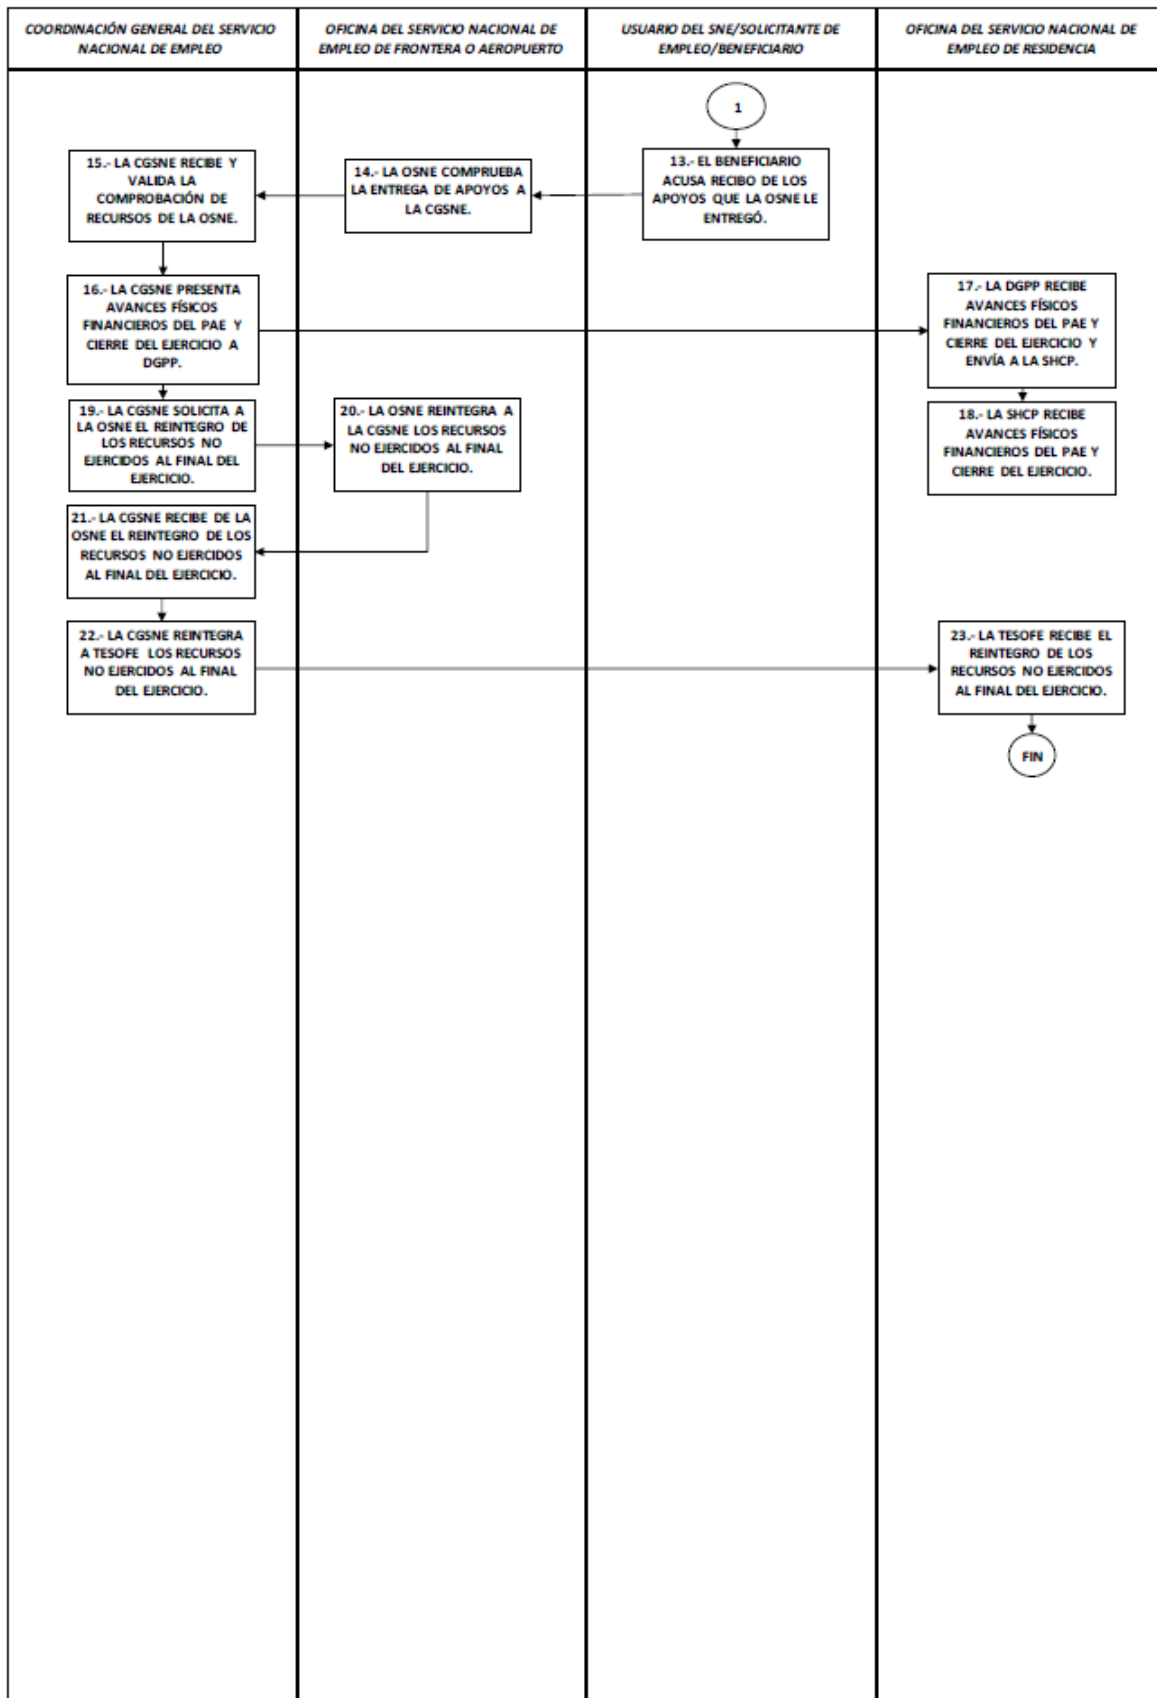 COORDINACIÓN GENERAL DEL SERVICIO
NACIONAL DE EMPLEO
OFICINA DEL SERVICIO NACIONAL DE
EMPLEO DE FRONTERA O AEROPUERTO
USUARIO DEL SNE/SOLICITANTE DE
EMPLEO/BENEFICIARIO
OFICINA DEL SERVICIO NACIONAL DE
EMPLEO DE RESIDENCIA
1
13.- EL BENEFICIARIO
ACUSA RECIBO DE LOS
APOYOS QUE LA OSNE LE
ENTREGÓ.
14.- LA OSNE COMPRUEBA
LA ENTREGA DE APOYOS A
LA CGSNE.
15.- LA CGSNE RECIBE Y
VALIDA LA
COMPROBACIÓN DE
RECURSOS DE LA OSNE.
16.- LA CGSNE PRESENTA
AVANCES FÍSICOS
FINANCIEROS DEL PAE Y
CIERRE DEL EJERCICIO A
DGPP.
17.- LA DGPP RECIBE
AVANCES FÍSICOS
FINANCIEROS DEL PAE Y
CIERRE DEL EJERCICIO Y
ENVÍA A LA SHCP.
18.- LA SHCP RECIBE
AVANCES FÍSICOS
FINANCIEROS DEL PAE Y
CIERRE DEL EJERCICIO.
19.- LA CGSNE SOLICITA A
LA OSNE EL REINTEGRO DE
LOS RECURSOS NO
EJERCIDOS AL FINAL DEL
EJERCICIO.
20.- LA OSNE REINTEGRA A
LA CGSNE LOS RECURSOS
NO EJERCIDOS AL FINAL
DEL EJERCICIO.
21.- LA CGSNE RECIBE DE LA
OSNE EL REINTEGRO DE LOS
RECURSOS NO EJERCIDOS
AL FINAL DEL EJERCICIO.
22.- LA CGSNE REINTEGRA
A TESOFE LOS RECURSOS
NO EJERCIDOS AL FINAL
DEL EJERCICIO.
23.- LA TESOFE RECIBE EL
REINTEGRO DE LOS
RECURSOS NO EJERCIDOS
AL FINAL DEL EJERCICIO.
FIN